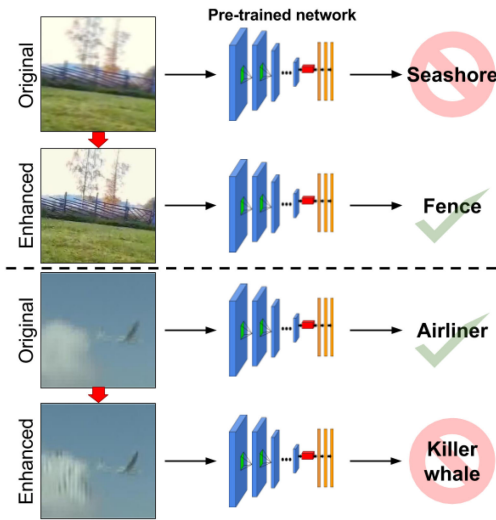 Pre-trained network
Original
Seashore
Enhanced
Fence
Original
Airliner
Enhanced
Killer
whale